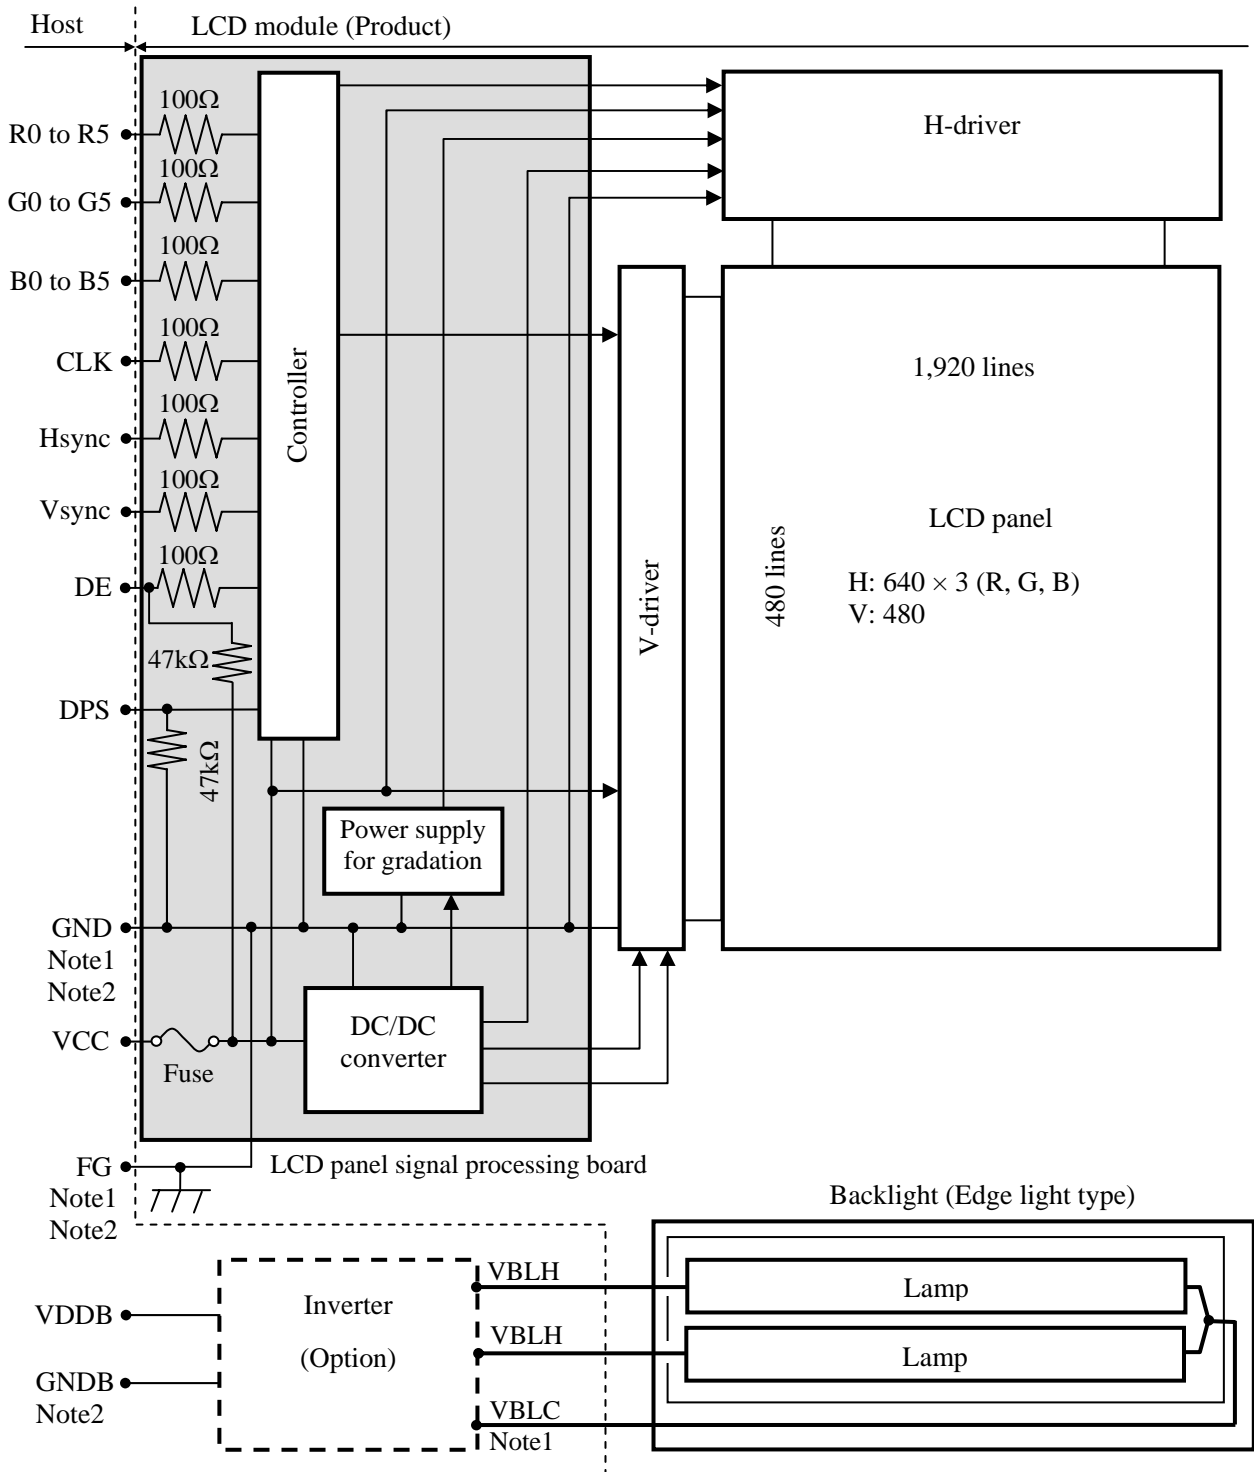 Host
LCD module (Product)
100Ω
R0 to R5
100Ω
G0 to G5
100Ω
B0 to B5
100Ω
CLK
100Ω
Hsync
100Ω
Vsync
100Ω
DE
47kΩ
DPS
47kΩ
Controller
H-driver
V-driver
1,920 lines
480 lines
LCD panel
H: 640 × 3 (R, G, B)
V: 480
Power supply
for gradation
GND
Note1
Note2
VCC
Fuse
DC/DC
converter
FG
Note1
Note2
LCD panel signal processing board
Backlight (Edge light type)
VDDB
GNDB
Note2
Inverter
(Option)
VBLH
Lamp
VBLH
Lamp
VBLC
Note1